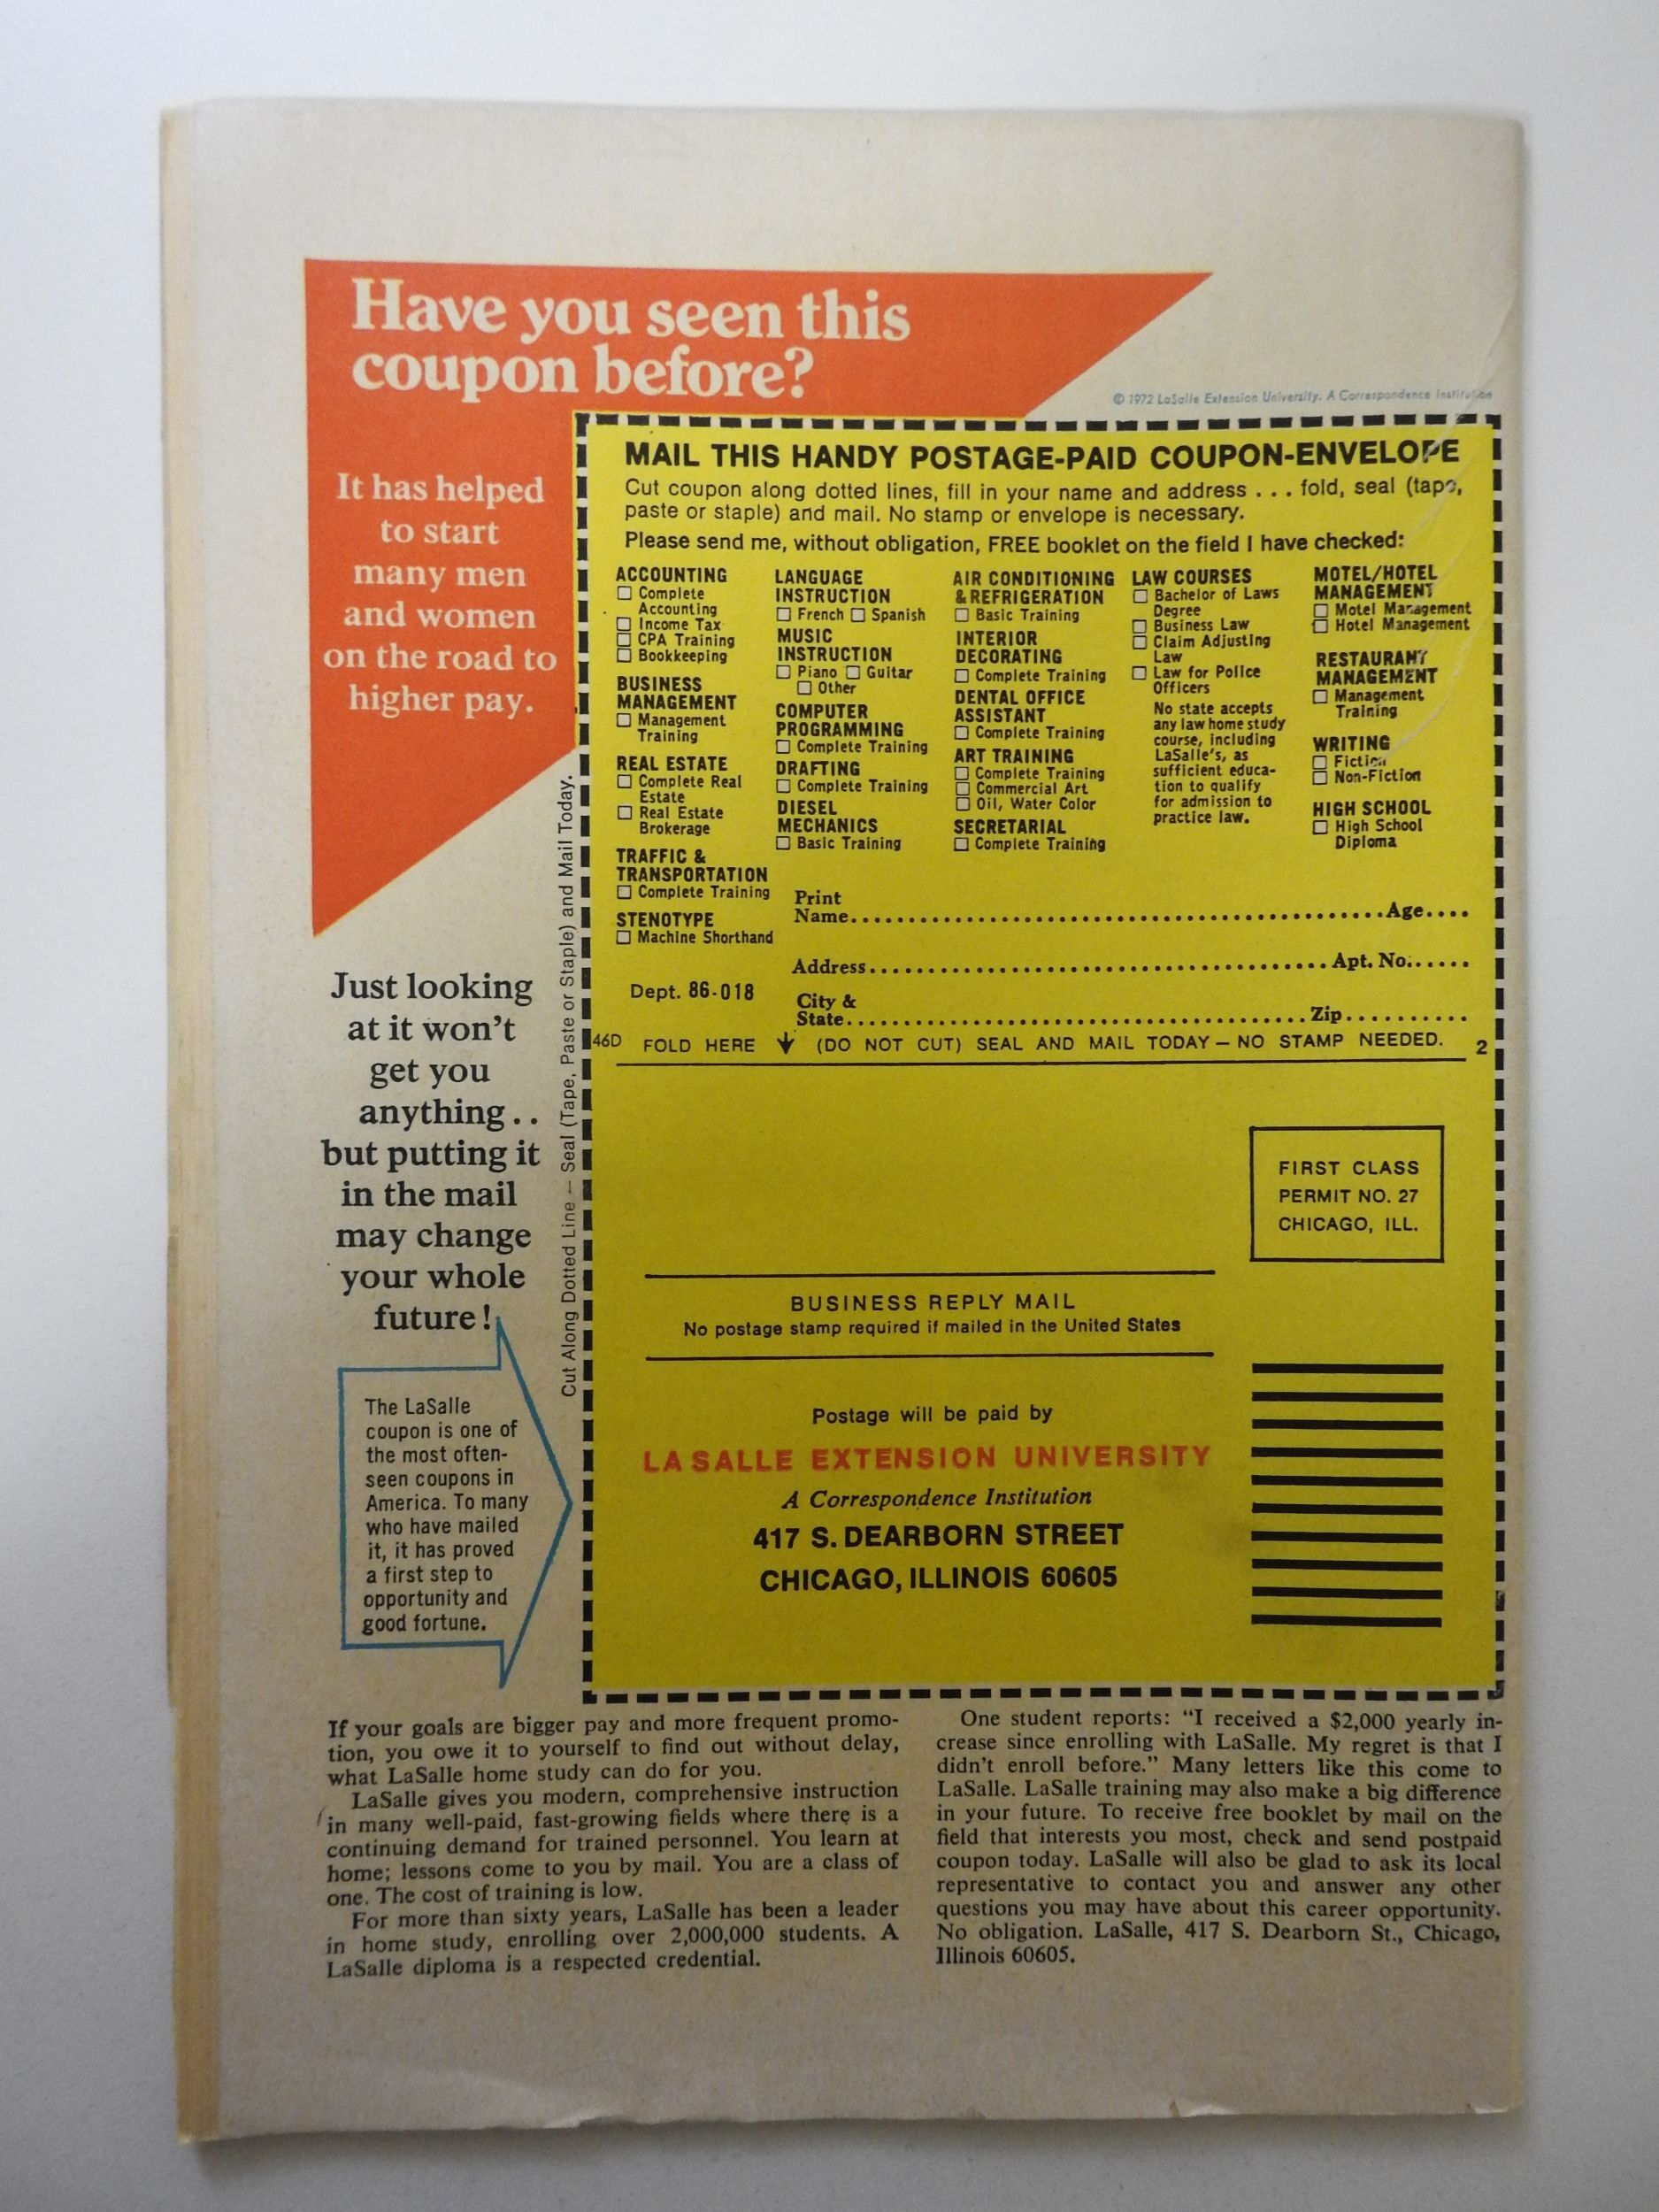 Have you seen this
coupon before?
It has helped
to start
many men
and women
on the road to
higher pay.
Just looking
at it won't
get you
anything..
but putting it
in the mail
may change
your whole
future!
The LaSalle
coupon is one of
the most often-
seen coupons in
America. To many
who have mailed
it, it has proved
a first step to
opportunity and
good fortune.
Cut Along Dotted Line — Seal (Tape, Paste or Staple) and Mail Today.
© 1972 LaSalle Extension University. A Correspondence Institution
MAIL THIS HANDY POSTAGE-PAID COUPON-ENVELOPE
Cut coupon along dotted lines, fill in your name and address . . . fold, seal (tape,
paste or staple) and mail. No stamp or envelope is necessary.
Please send me, without obligation, FREE booklet on the field I have checked:
ACCOUNTING
☐ Complete
Accounting
☐ Income Tax
☐ CPA Training
☐ Bookkeeping
BUSINESS
MANAGEMENT
☐ Management
Training
REAL ESTATE
☐ Complete Real
Estate
☐ Real Estate
Brokerage
TRAFFIC &
TRANSPORTATION
☐ Complete Training
STENOTYPE
☐ Machine Shorthand
LANGUAGE
INSTRUCTION
☐ French ☐ Spanish
MUSIC
INSTRUCTION
☐ Piano ☐ Guitar
☐ Other
COMPUTER
PROGRAMMING
☐ Complete Training
DRAFTING
☐ Complete Training
DIESEL
MECHANICS
☐ Basic Training
AIR CONDITIONING
& REFRIGERATION
☐ Basic Training
INTERIOR
DECORATING
☐ Complete Training
DENTAL OFFICE
ASSISTANT
☐ Complete Training
ART TRAINING
☐ Complete Training
☐ Commercial Art
☐ Oil, Water Color
SECRETARIAL
☐ Complete Training
LAW COURSES
☐ Bachelor of Laws
Degree
☐ Business Law
☐ Claim Adjusting
Law
☐ Law for Police
Officers
No state accepts
any law home study
course, including
LaSalle's, as
sufficient educa-
tion to qualify
for admission to
practice law.
MOTEL/HOTEL
MANAGEMENT
☐ Motel Management
☐ Hotel Management
RESTAURANT
MANAGEMENT
☐ Management
Training
WRITING
☐ Fiction
☐ Non-Fiction
HIGH SCHOOL
☐ High School
Diploma
Print
Name..............................Age....
Address..............................Apt. No......
Dept. 86-018
City &
State..............................Zip..........
46D FOLD HERE ↓ (DO NOT CUT) SEAL AND MAIL TODAY — NO STAMP NEEDED. 2
FIRST CLASS
PERMIT NO. 27
CHICAGO, ILL.
BUSINESS REPLY MAIL
No postage stamp required if mailed in the United States
Postage will be paid by
LA SALLE EXTENSION UNIVERSITY
A Correspondence Institution
417 S. DEARBORN STREET
CHICAGO, ILLINOIS 60605
If your goals are bigger pay and more frequent promo-
tion, you owe it to yourself to find out without delay,
what LaSalle home study can do for you.
LaSalle gives you modern, comprehensive instruction
in many well-paid, fast-growing fields where there is a
continuing demand for trained personnel. You learn at
home; lessons come to you by mail. You are a class of
one. The cost of training is low.
For more than sixty years, LaSalle has been a leader
in home study, enrolling over 2,000,000 students. A
LaSalle diploma is a respected credential.
One student reports: "I received a $2,000 yearly in-
crease since enrolling with LaSalle. My regret is that I
didn't enroll before." Many letters like this come to
LaSalle. LaSalle training may also make a big difference
in your future. To receive free booklet by mail on the
field that interests you most, check and send postpaid
coupon today. LaSalle will also be glad to ask its local
representative to contact you and answer any other
questions you may have about this career opportunity.
No obligation. LaSalle, 417 S. Dearborn St., Chicago,
Illinois 60605.